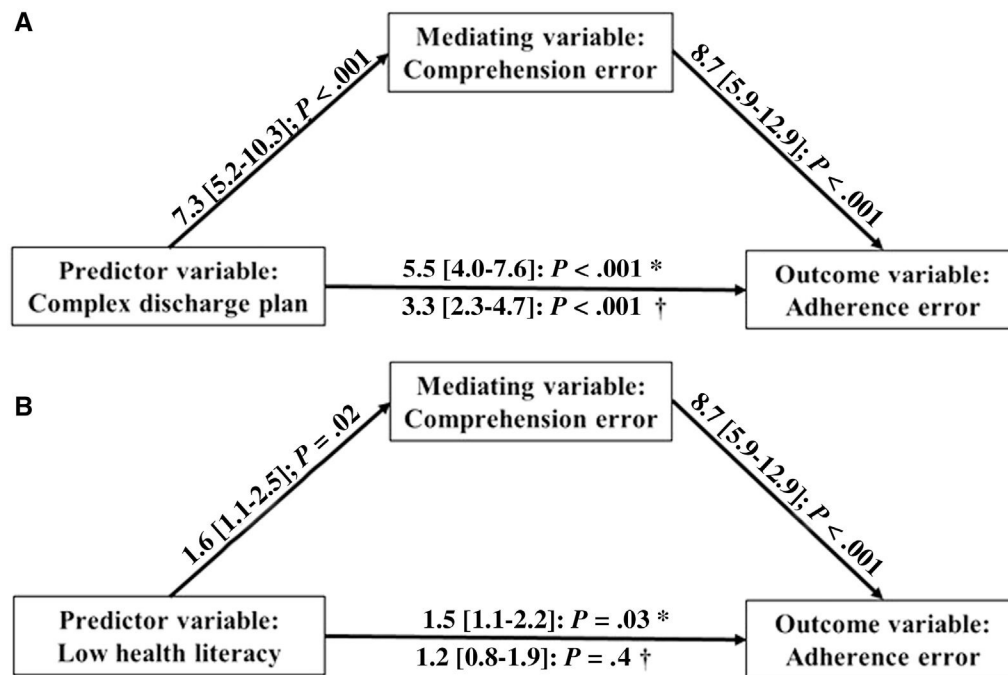 A
Mediating variable:
Comprehension error
7.3 [5.2-10.3]; P < .001
8.7 [5.9-12.9]; P < .001
Predictor variable:
Complex discharge plan
5.5 [4.0-7.6]: P < .001 *
3.3 [2.3-4.7]: P < .001 †
Outcome variable:
Adherence error
B
Mediating variable:
Comprehension error
1.6 [1.1-2.5]; P = .02
8.7 [5.9-12.9]; P < .001
Predictor variable:
Low health literacy
1.5 [1.1-2.2]: P = .03 *
1.2 [0.8-1.9]: P = .4 †
Outcome variable:
Adherence error